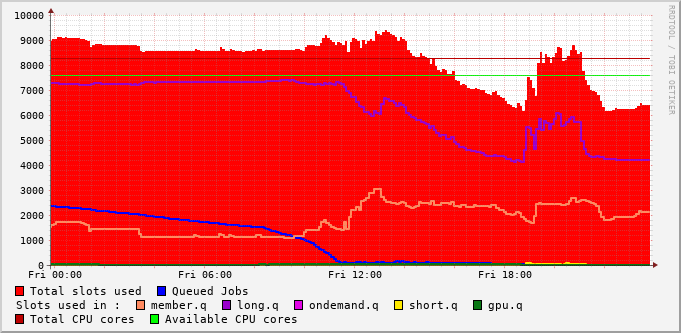 10000
9000
8000
7000
6000
5000
4000
3000
2000
1000
0
Fri 00:00 Fri 06:00 Fri 12:00 Fri 18:00
RRDTOOL / TOBI OETIKER
Total slots used Queued Jobs
Slots used in : member.q long.q ondemand.q short.q gpu.q
Total CPU cores Available CPU cores